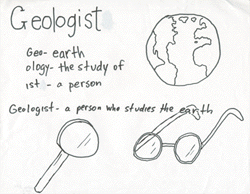 Geologist
Geo- earth
ology- the study of
ist - a person
Geologist - a person who studies the earth